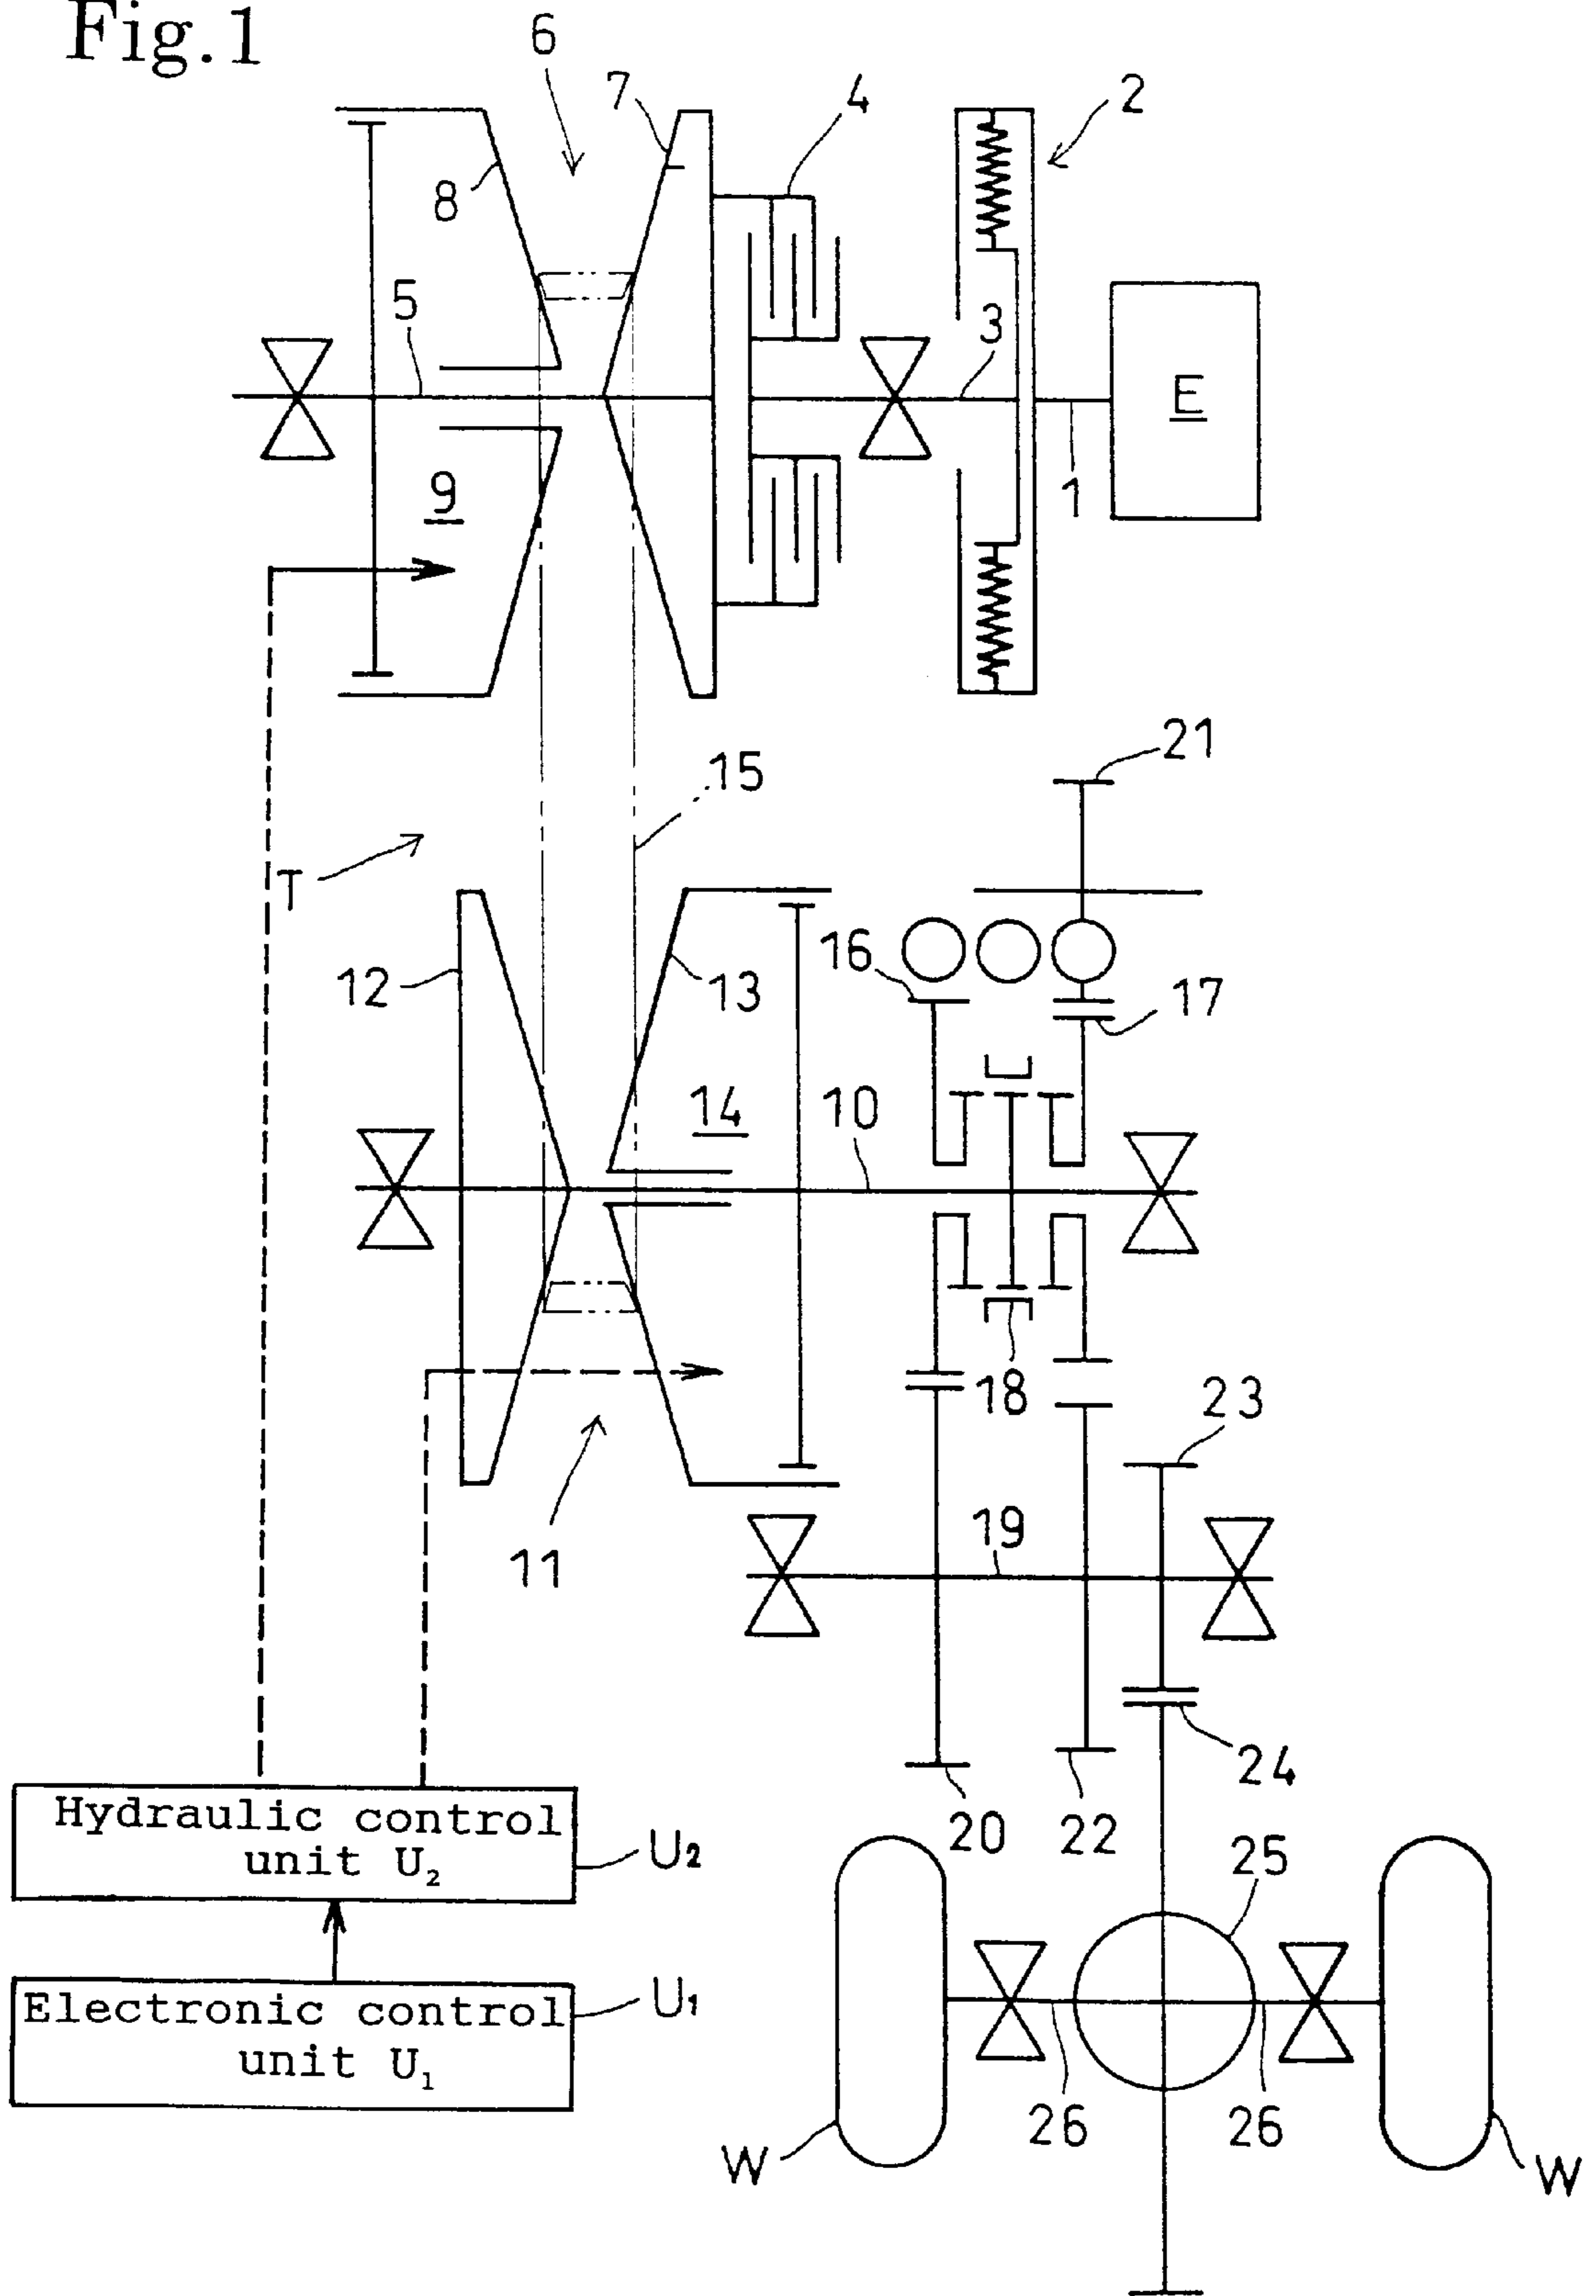 Fig.1
6
7
4
2
8
5
3
E
9
1
21
15
T
16
12
13
17
14
10
18
23
19
11
24
20
22
Hydraulic control
unit U₂
U₂
25
Electronic control
unit U₁
U₁
26
26
W
W